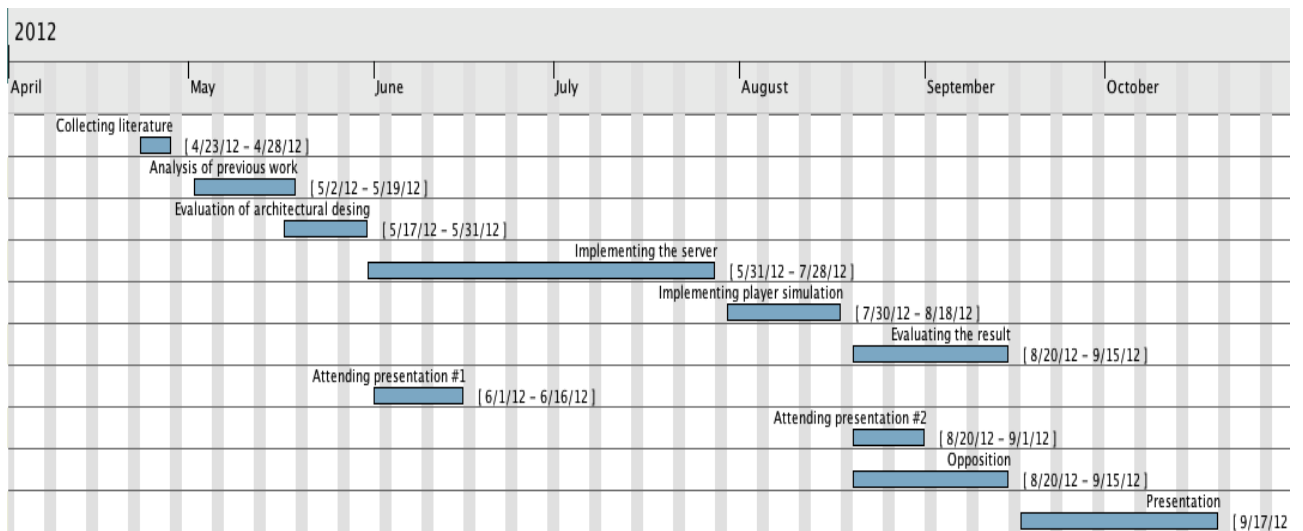 2012
April May June July August September October
Collecting literature
[ 4/23/12 - 4/28/12 ]
Analysis of previous work
[ 5/2/12 - 5/19/12 ]
Evaluation of architectural desing
[ 5/17/12 - 5/31/12 ]
Implementing the server
[ 5/31/12 - 7/28/12 ]
Implementing player simulation
[ 7/30/12 - 8/18/12 ]
Evaluating the result
[ 8/20/12 - 9/15/12 ]
Attending presentation #1
[ 6/1/12 - 6/16/12 ]
Attending presentation #2
[ 8/20/12 - 9/1/12 ]
Opposition
[ 8/20/12 - 9/15/12 ]
Presentation
[ 9/17/12